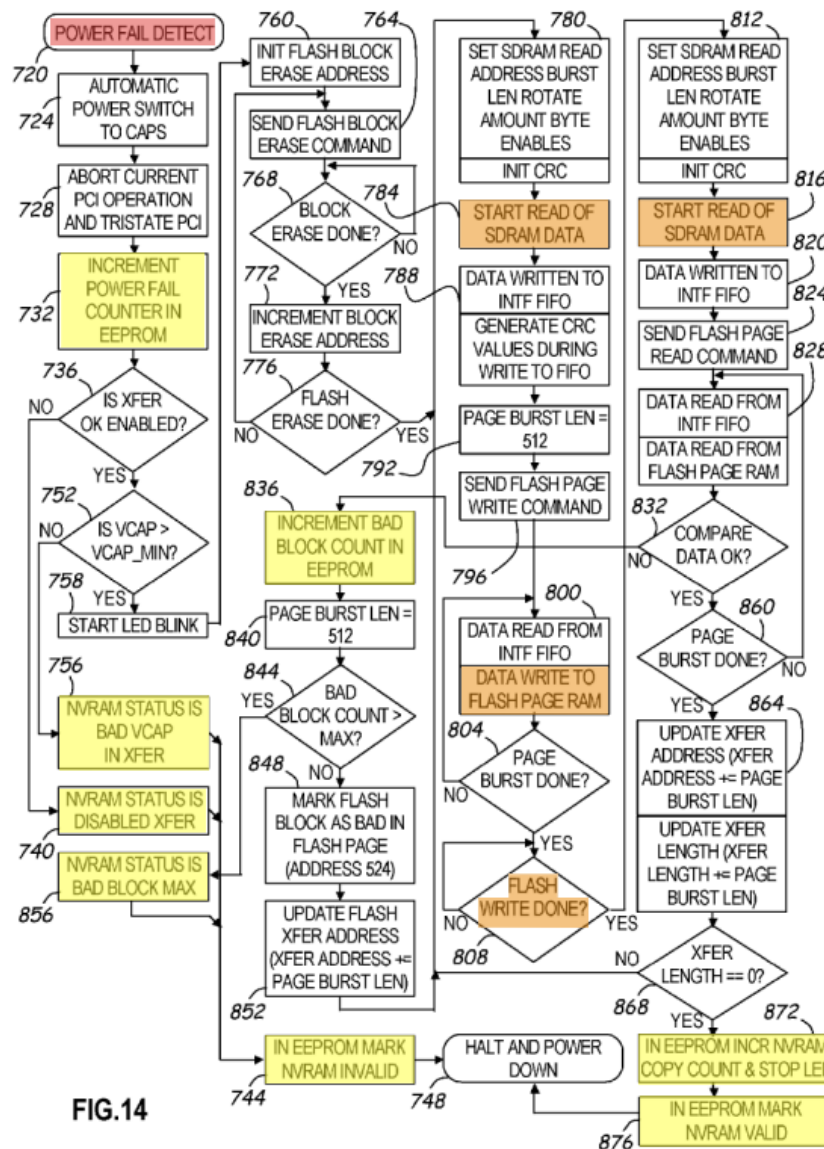 POWER FAIL DETECT
720
AUTOMATIC
POWER SWITCH
TO CAPS
724
ABORT CURRENT
PCI OPERATION
AND TRISTATE PCI
728
INCREMENT
POWER FAIL
COUNTER IN
EEPROM
732
736
IS XFER
OK ENABLED?
NO
YES
752
IS VCAP >
VCAP_MIN?
NO
YES
758
START LED BLINK
756
NVRAM STATUS IS
BAD VCAP
IN XFER
NVRAM STATUS IS
DISABLED XFER
740
NVRAM STATUS IS
BAD BLOCK MAX
856
760
INIT FLASH BLOCK
ERASE ADDRESS
764
SEND FLASH BLOCK
ERASE COMMAND
768
BLOCK
ERASE DONE?
NO
YES
772
INCREMENT BLOCK
ERASE ADDRESS
776
FLASH
ERASE DONE?
NO
YES
836
INCREMENT BAD
BLOCK COUNT IN
EEPROM
PAGE BURST LEN =
512
840
844
BAD
BLOCK COUNT >
MAX?
YES
NO
848
MARK FLASH
BLOCK AS BAD IN
FLASH PAGE
(ADDRESS 524)
UPDATE FLASH
XFER ADDRESS
(XFER ADDRESS +=
PAGE BURST LEN)
852
IN EEPROM MARK
NVRAM INVALID
744
HALT AND POWER
DOWN
748
780
SET SDRAM READ
ADDRESS BURST
LEN ROTATE
AMOUNT BYTE
ENABLES
INIT CRC
784
START READ OF
SDRAM DATA
788
DATA WRITTEN TO
INTF FIFO
GENERATE CRC
VALUES DURING
WRITE TO FIFO
PAGE BURST LEN =
512
792
SEND FLASH PAGE
WRITE COMMAND
796
800
DATA READ FROM
INTF FIFO
DATA WRITE TO
FLASH PAGE RAM
804
PAGE
BURST DONE?
NO
YES
FLASH
WRITE DONE?
NO
YES
808
812
SET SDRAM READ
ADDRESS BURST
LEN ROTATE
AMOUNT BYTE
ENABLES
INIT CRC
816
START READ OF
SDRAM DATA
820
DATA WRITTEN TO
INTF FIFO
824
SEND FLASH PAGE
READ COMMAND
828
DATA READ FROM
INTF FIFO
DATA READ FROM
FLASH PAGE RAM
832
COMPARE
DATA OK?
NO
YES
860
PAGE
BURST DONE?
NO
YES
864
UPDATE XFER
ADDRESS (XFER
ADDRESS += PAGE
BURST LEN)
UPDATE XFER
LENGTH (XFER
LENGTH += PAGE
BURST LEN)
XFER
LENGTH == 0?
NO
868
YES
872
IN EEPROM INCR NVRAM
COPY COUNT & STOP LED
IN EEPROM MARK
NVRAM VALID
876
FIG.14